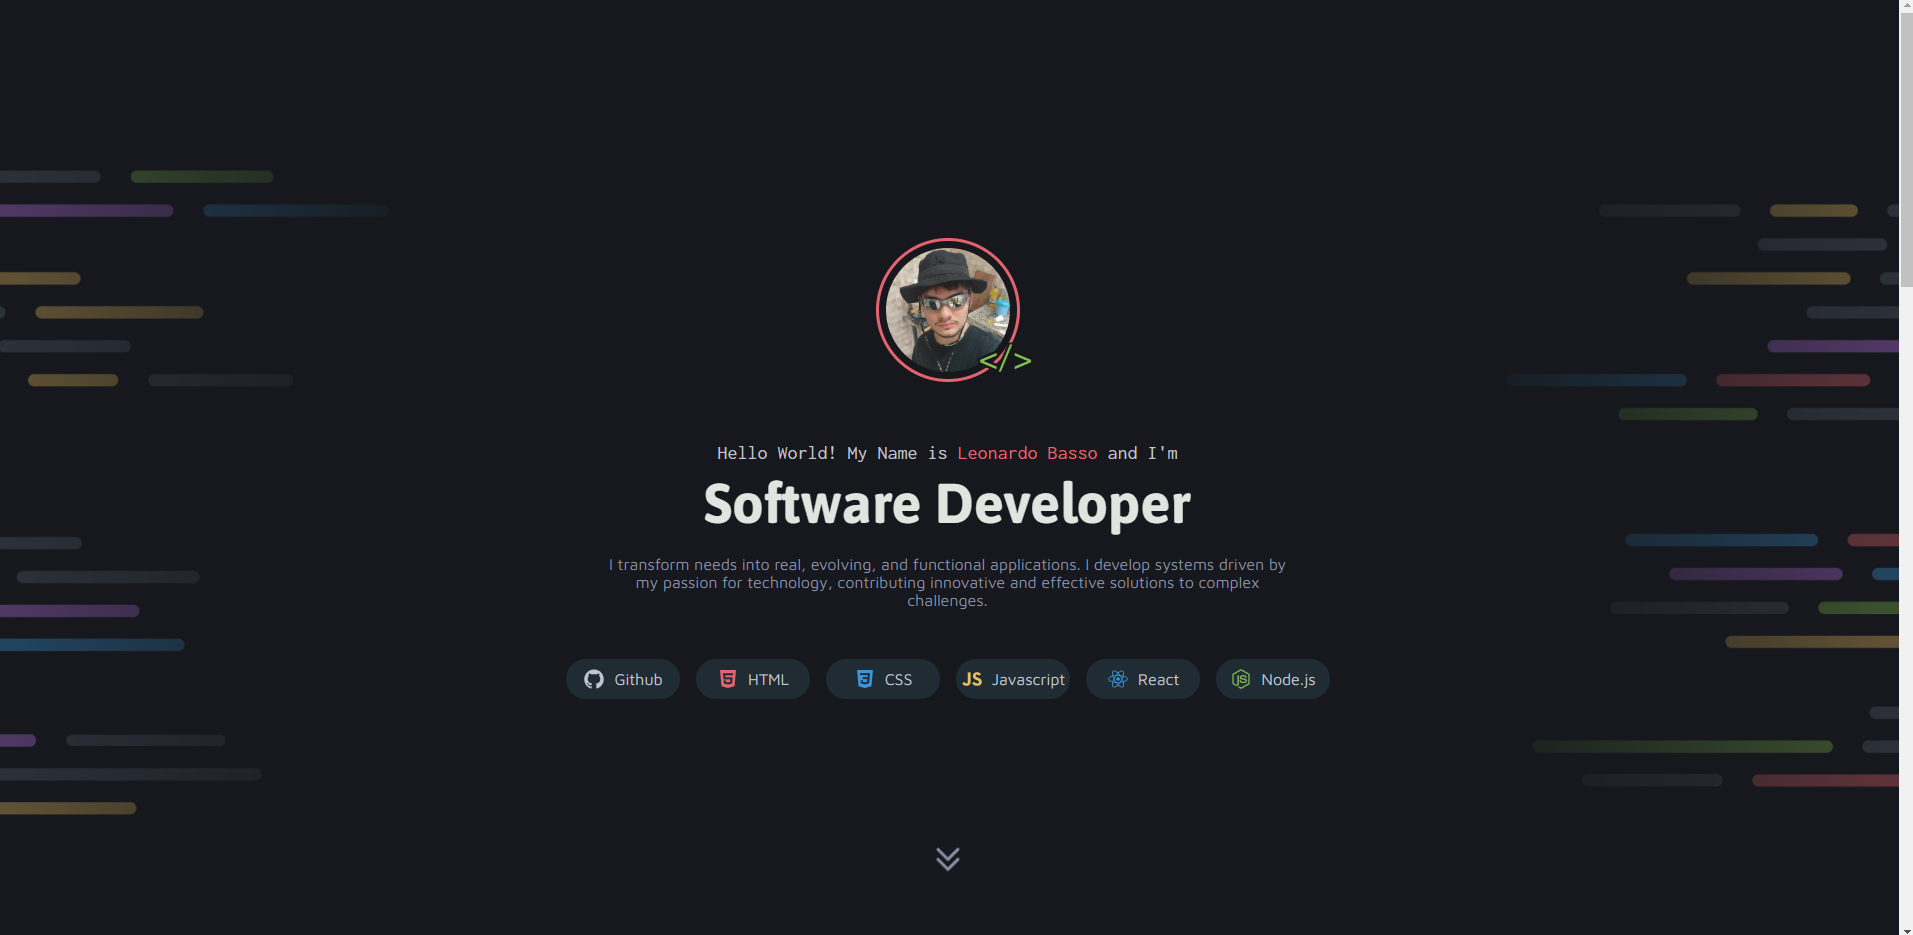 </>
Hello World! My Name is Leonardo Basso and I'm
Software Developer
I transform needs into real, evolving, and functional applications. I develop systems driven by
my passion for technology, contributing innovative and effective solutions to complex
challenges.
Github HTML CSS JS Javascript React Node.js